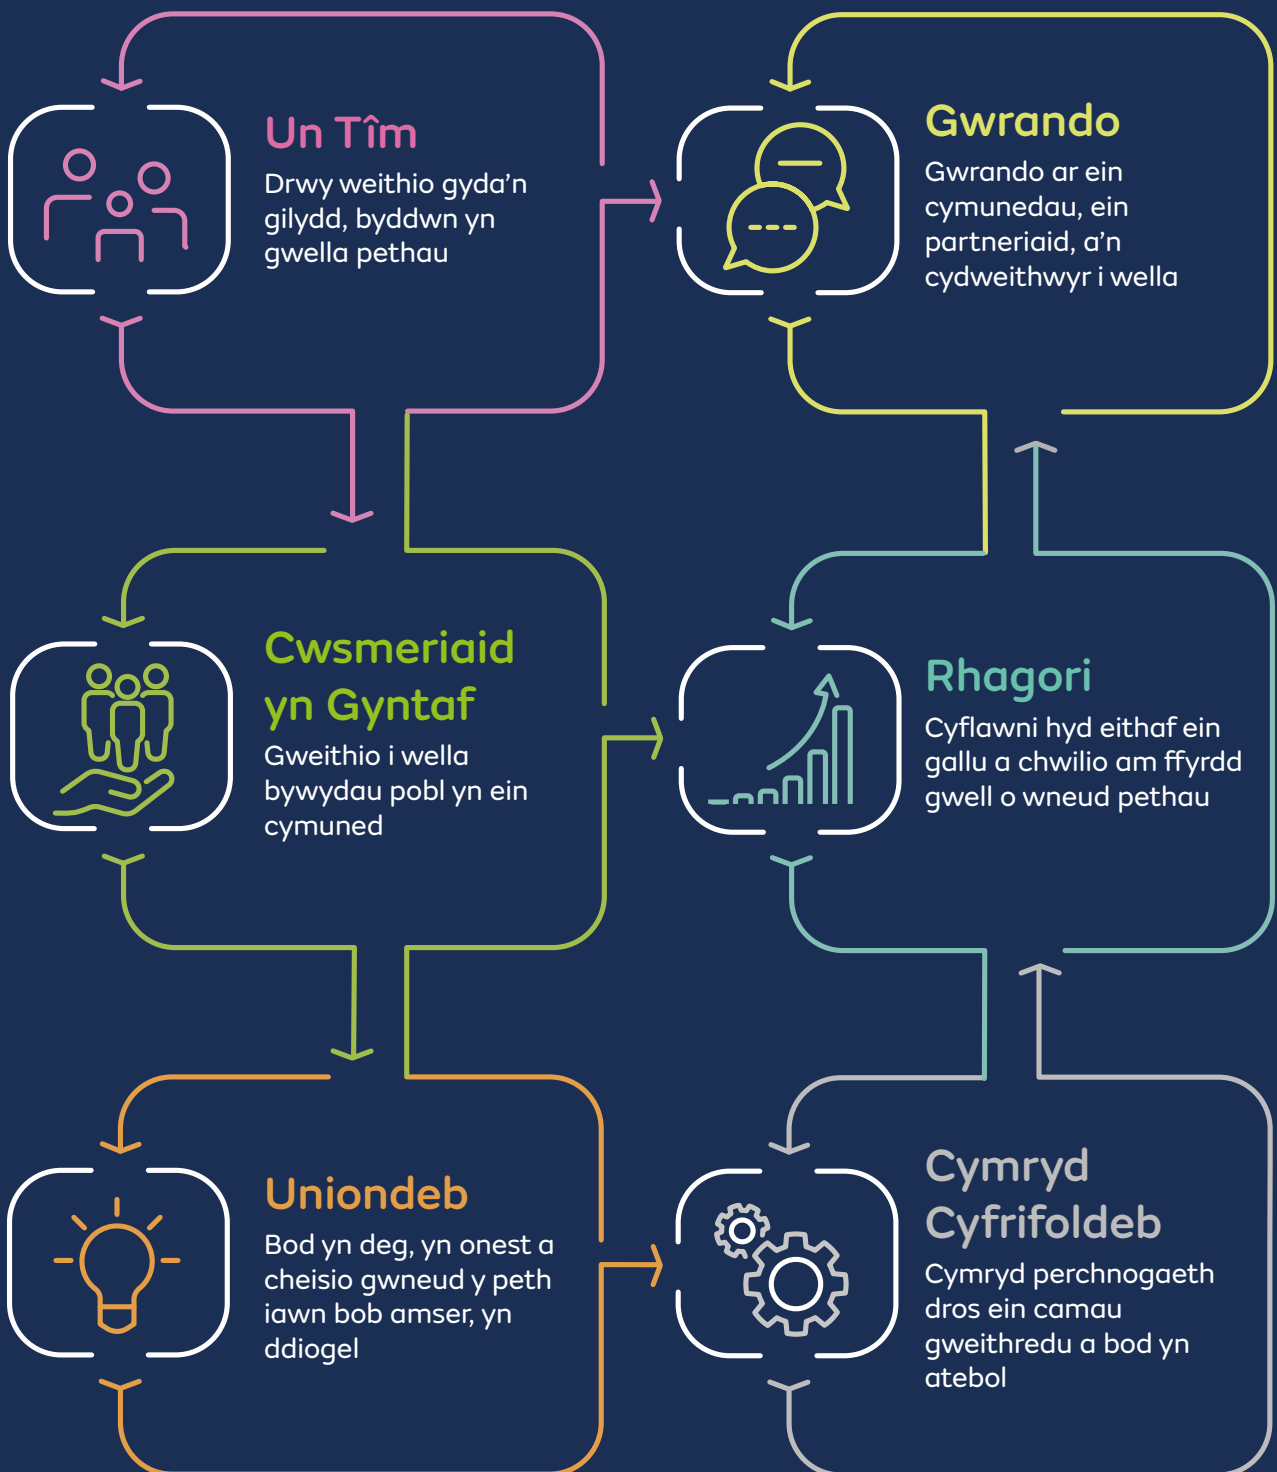 Un Tîm
Drwy weithio gyda’n
gilydd, byddwn yn
gwella pethau
Gwrando
Gwrando ar ein
cymunedau, ein
partneriaid, a’n
cydweithwyr i wella
Cwsmeriaid
yn Gyntaf
Gweithio i wella
bywydau pobl yn ein
cymuned
Rhagori
Cyflawni hyd eithaf ein
gallu a chwilio am ffyrdd
gwell o wneud pethau
Uniondeb
Bod yn deg, yn onest a
cheisio gwneud y peth
iawn bob amser, yn
ddiogel
Cymryd
Cyfrifoldeb
Cymryd perchnogaeth
dros ein camau
gweithredu a bod yn
atebol